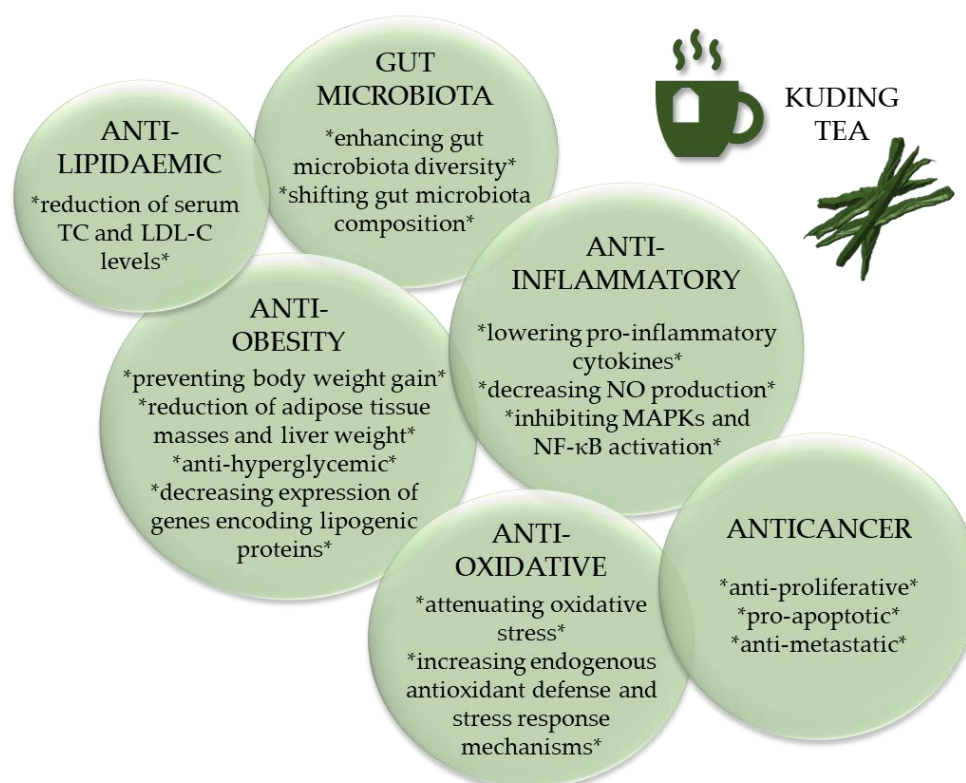 GUT
MICROBIOTA
*enhancing gut
microbiota diversity*
*shifting gut microbiota
composition*
KUDING
TEA
ANTI-
LIPIDAEMIC
*reduction of serum
TC and LDL-C
levels*
ANTI-
INFLAMMATORY
*lowering pro-inflammatory
cytokines*
*decreasing NO production*
*inhibiting MAPKs and
NF-κB activation*
ANTI-
OBESITY
*preventing body weight gain*
*reduction of adipose tissue
masses and liver weight*
*anti-hyperglycemic*
*decreasing expression of
genes encoding lipogenic
proteins*
ANTI-
OXIDATIVE
*attenuating oxidative
stress*
*increasing endogenous
antioxidant defense and
stress response
mechanisms*
ANTICANCER
*anti-proliferative*
*pro-apoptotic*
*anti-metastatic*